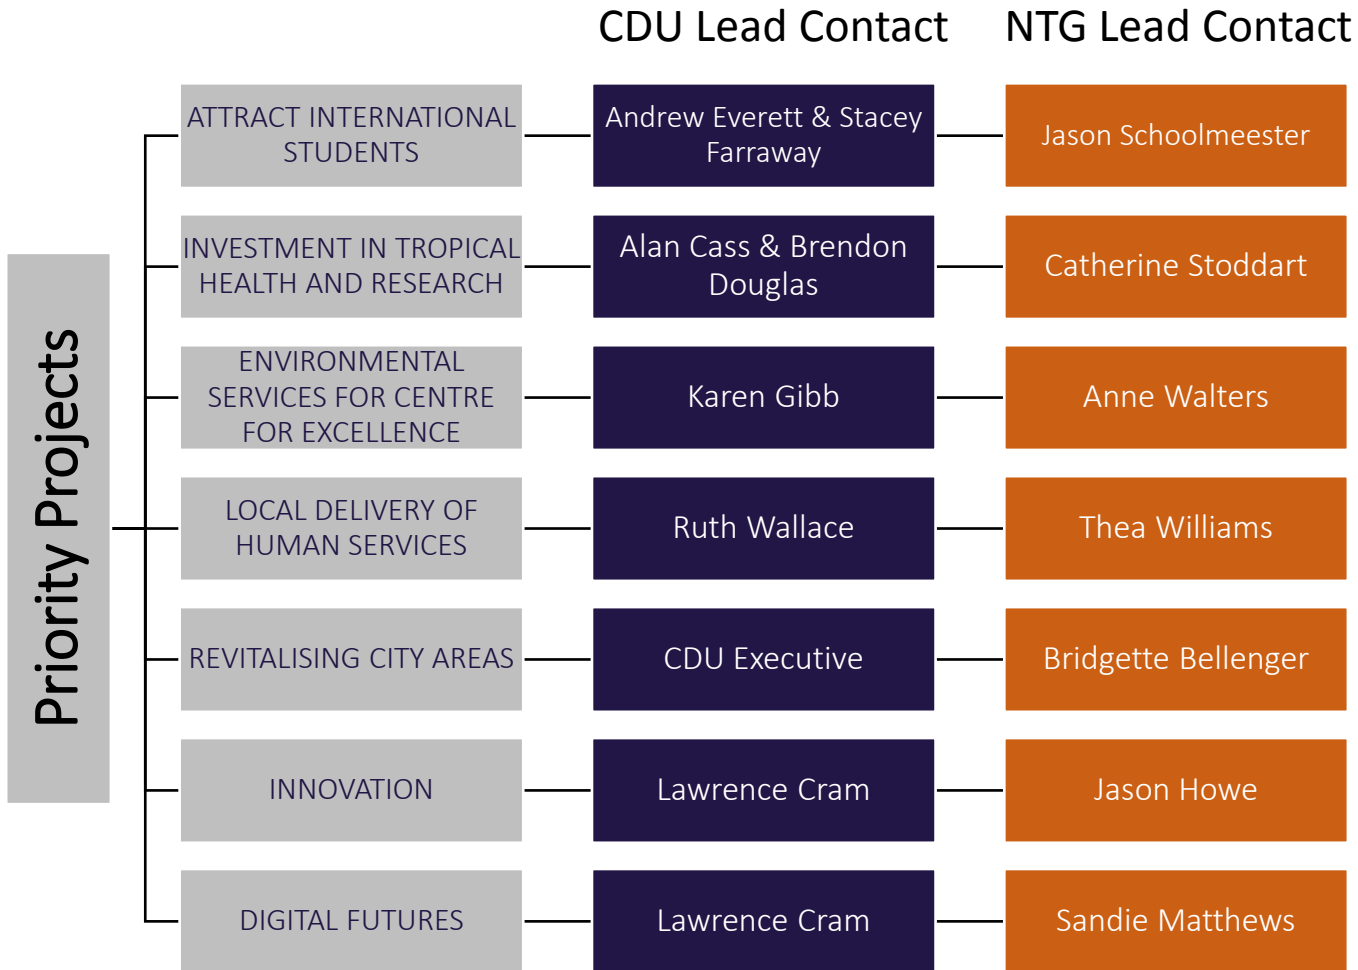 CDU Lead Contact
NTG Lead Contact
Priority Projects
ATTRACT INTERNATIONAL
STUDENTS
Andrew Everett & Stacey
Farraway
Jason Schoolmeester
INVESTMENT IN TROPICAL
HEALTH AND RESEARCH
Alan Cass & Brendon
Douglas
Catherine Stoddart
ENVIRONMENTAL
SERVICES FOR CENTRE
FOR EXCELLENCE
Karen Gibb
Anne Walters
LOCAL DELIVERY OF
HUMAN SERVICES
Ruth Wallace
Thea Williams
REVITALISING CITY AREAS
CDU Executive
Bridgette Bellenger
INNOVATION
Lawrence Cram
Jason Howe
DIGITAL FUTURES
Lawrence Cram
Sandie Matthews